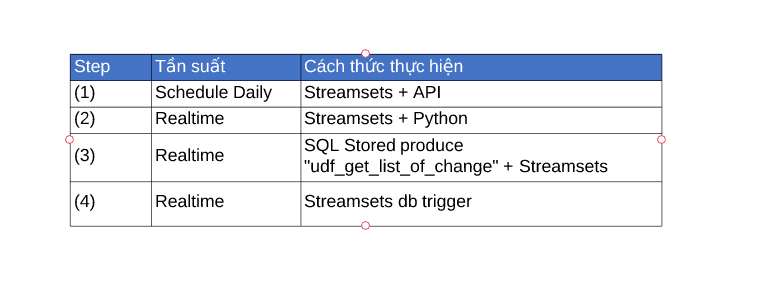 Step Tần suất Cách thức thực hiện
(1) Schedule Daily Streamsets + API
(2) Realtime Streamsets + Python
(3) Realtime SQL Stored produce
"udf_get_list_of_change" + Streamsets
(4) Realtime Streamsets db trigger